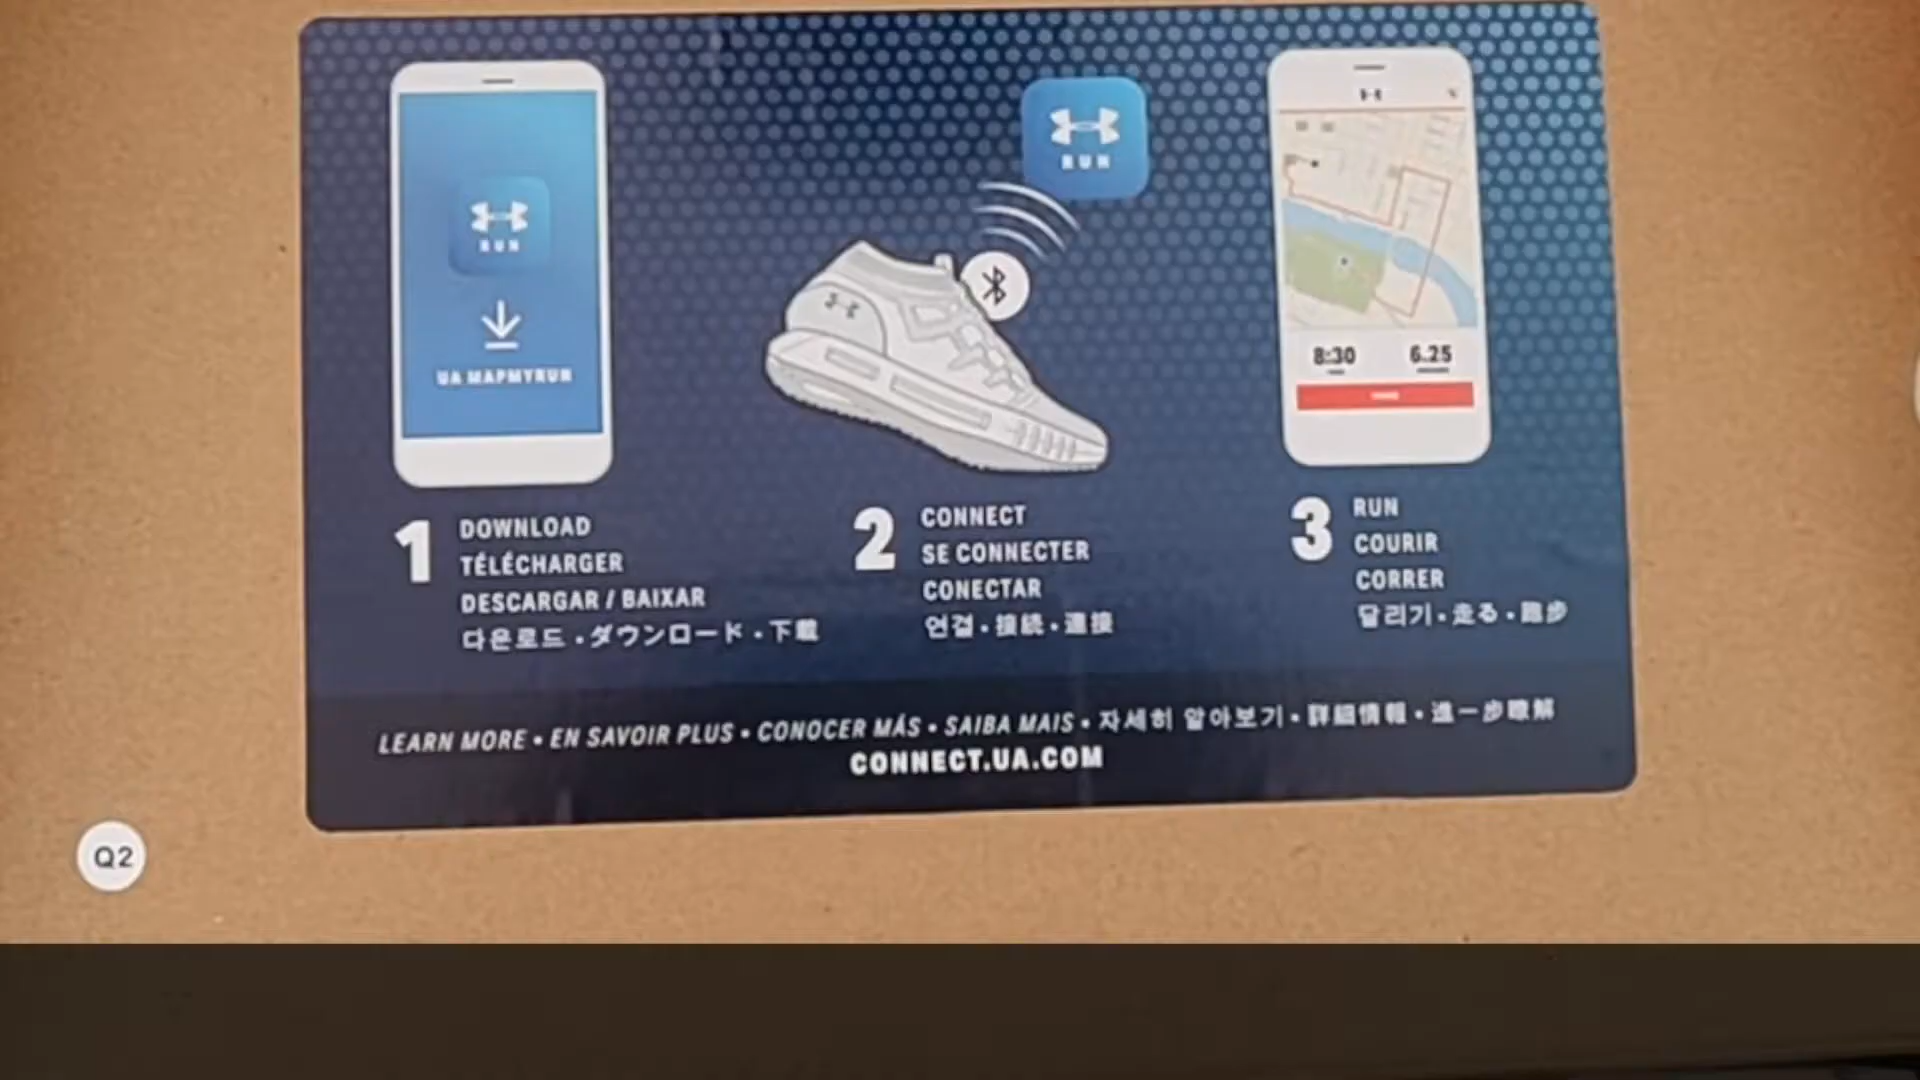 RUN
UA MAPMYRUN
RUN
8:30 6.25
1 DOWNLOAD
TÉLÉCHARGER
DESCARGAR / BAIXAR
다운로드 • ダウンロード • 下載
2 CONNECT
SE CONNECTER
CONECTAR
연결 • 接続 • 連接
3 RUN
COURIR
CORRER
달리기 • 走る • 跑步
LEARN MORE • EN SAVOIR PLUS • CONOCER MÁS • SAIBA MAIS • 자세히 알아보기 • 詳細情報 • 進一步瞭解
CONNECT.UA.COM
Q2